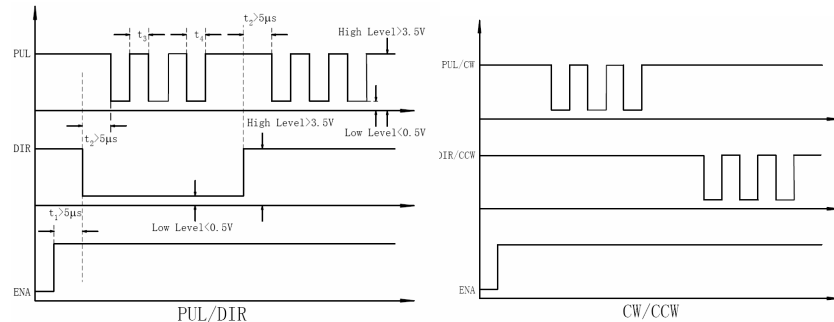 t2>5μs
High Level>3.5V
PUL
t3
t4
t2>5μs
Low Level<0.5V
High Level>3.5V
DIR
t1>5μs
Low Level<0.5V
ENA
PUL/DIR
PUL/CW
DIR/CCW
ENA
CW/CCW